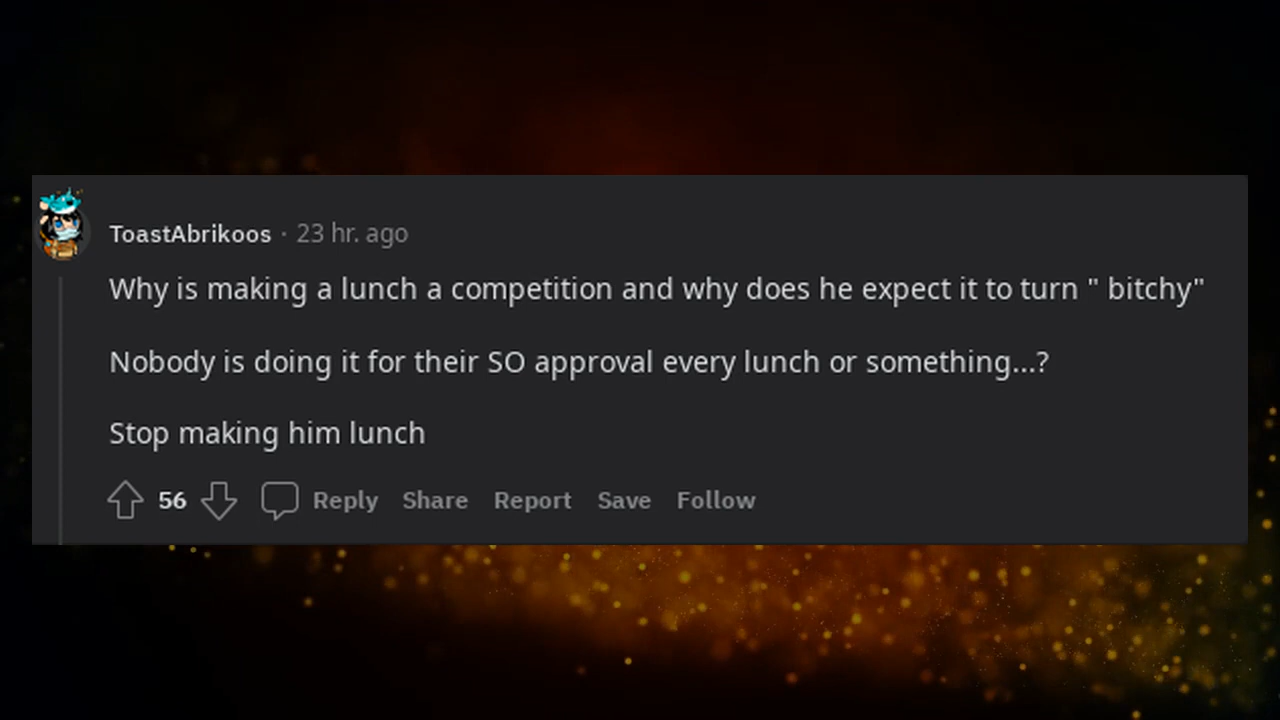 ToastAbrikoos · 23 hr. ago
Why is making a lunch a competition and why does he expect it to turn " bitchy"
Nobody is doing it for their SO approval every lunch or something...?
Stop making him lunch
56 Reply Share Report Save Follow